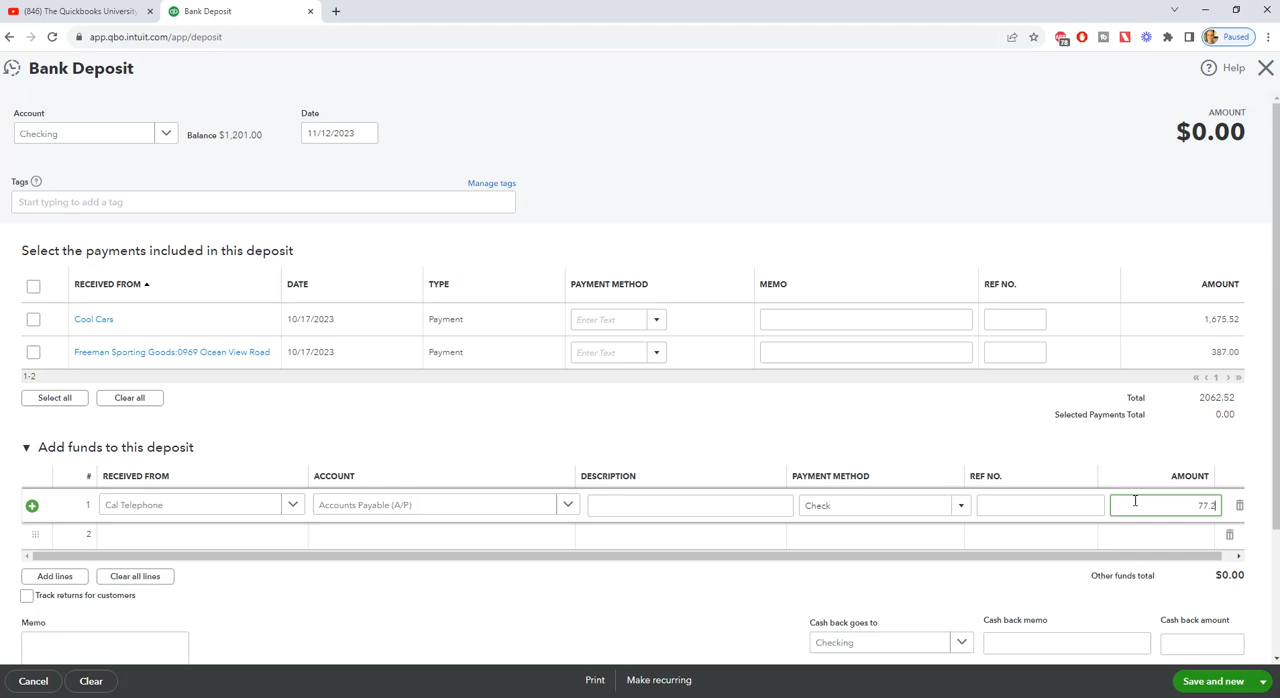 (846) The Quickbooks University
Bank Deposit
app.qbo.intuit.com/app/deposit
78
Paused
Bank Deposit
Help
Account
Date
AMOUNT
Checking
Balance $1,201.00
11/12/2023
$0.00
Tags
Manage tags
Start typing to add a tag
Select the payments included in this deposit
RECEIVED FROM DATE TYPE PAYMENT METHOD MEMO REF NO. AMOUNT
Cool Cars 10/17/2023 Payment Enter Text 1,675.52
Freeman Sporting Goods:0969 Ocean View Road 10/17/2023 Payment Enter Text 387.00
1-2 « ‹ 1 › »
Select all Clear all Total 2062.52
Selected Payments Total 0.00
Add funds to this deposit
# RECEIVED FROM ACCOUNT DESCRIPTION PAYMENT METHOD REF NO. AMOUNT
1 Cal Telephone Accounts Payable (A/P) Check 77.2
2
Add lines Clear all lines Other funds total $0.00
Track returns for customers
Memo
Cash back goes to Cash back memo Cash back amount
Checking
Cancel Clear Print Make recurring Save and new